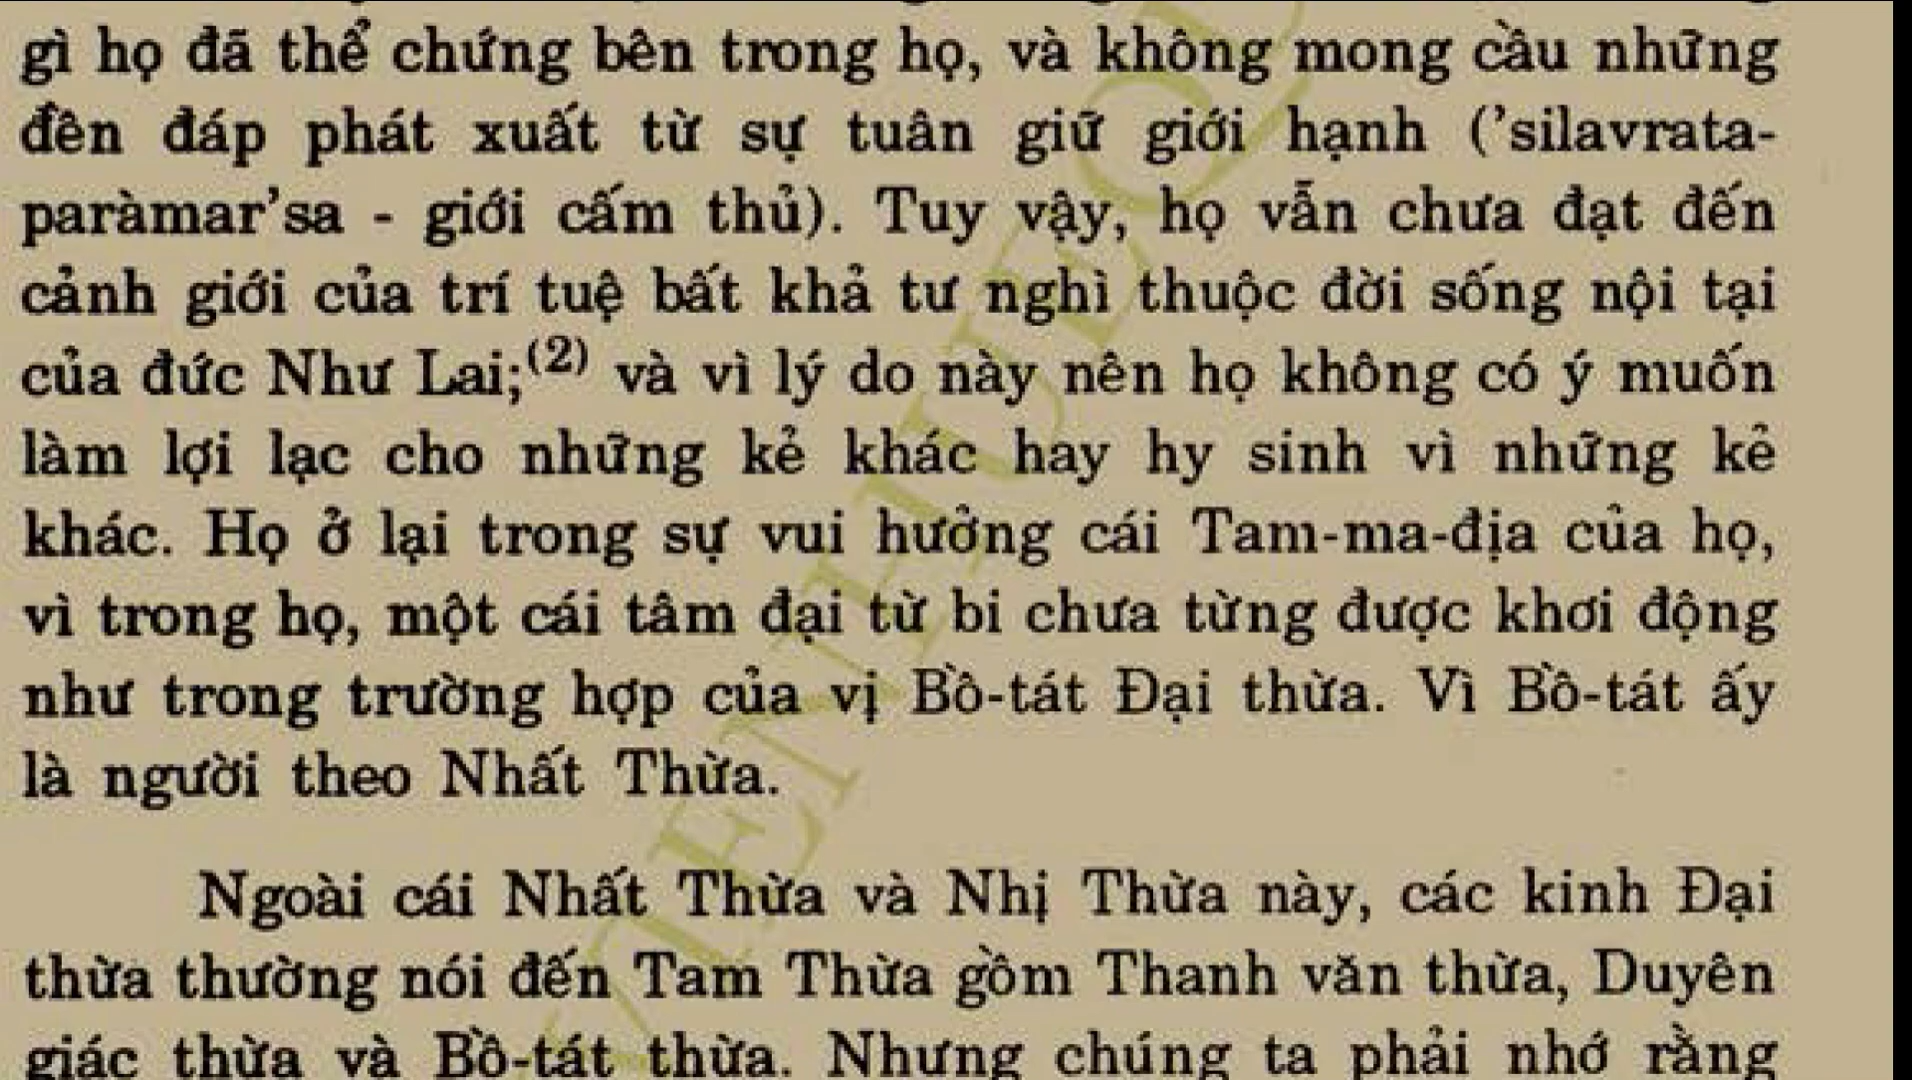 gì họ đã thể chứng bên trong họ, và không mong cầu những
đền đáp phát xuất từ sự tuân giữ giới hạnh (’silavrata-
paràmar’sa - giới cấm thủ). Tuy vậy, họ vẫn chưa đạt đến
cảnh giới của trí tuệ bất khả tư nghì thuộc đời sống nội tại
của đức Như Lai;(2) và vì lý do này nên họ không có ý muốn
làm lợi lạc cho những kẻ khác hay hy sinh vì những kẻ
khác. Họ ở lại trong sự vui hưởng cái Tam-ma-địa của họ,
vì trong họ, một cái tâm đại từ bi chưa từng được khơi động
như trong trường hợp của vị Bồ-tát Đại thừa. Vì Bồ-tát ấy
là người theo Nhất Thừa.
Ngoài cái Nhất Thừa và Nhị Thừa này, các kinh Đại
thừa thường nói đến Tam Thừa gồm Thanh văn thừa, Duyên
giác thừa và Bồ-tát thừa. Nhưng chúng ta phải nhớ rằng